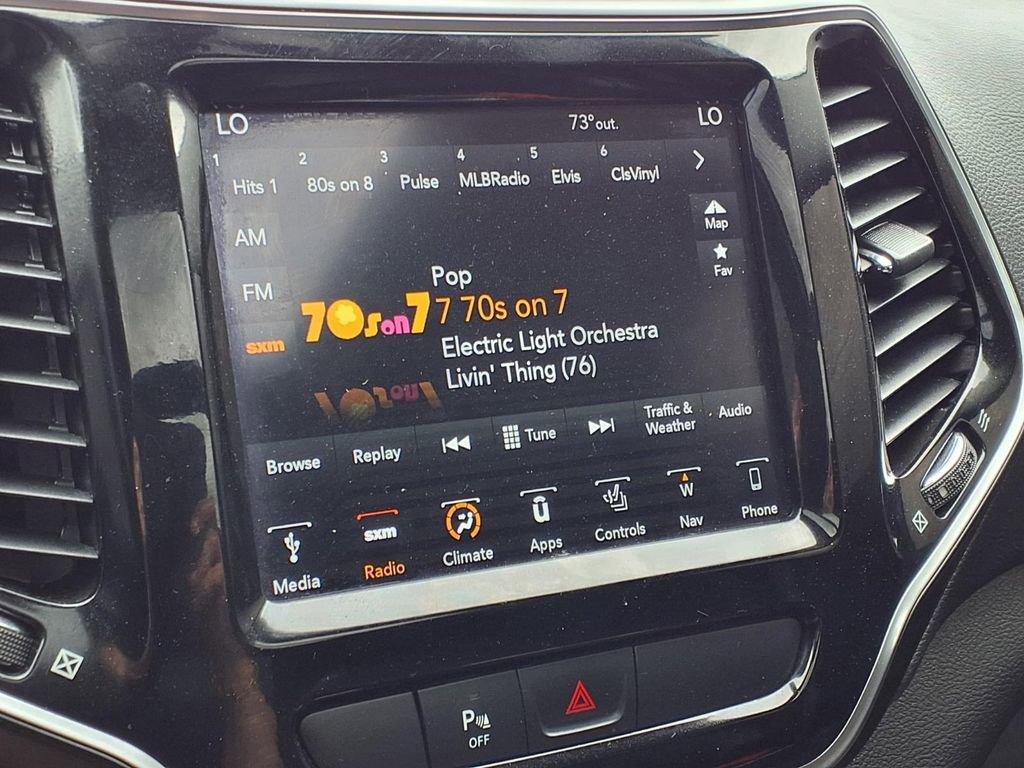 LO 73° out. LO
1 2 3 4 5 6
Hits 1 80s on 8 Pulse MLBRadio Elvis ClsVinyl >
AM
Map
FM
Fav
Pop
70s on 7 7 70s on 7
sxm
Electric Light Orchestra
Livin' Thing (76)
Browse Replay Tune Traffic & Weather Audio
sxm W
Media Radio Climate Apps Controls Nav Phone
P
OFF